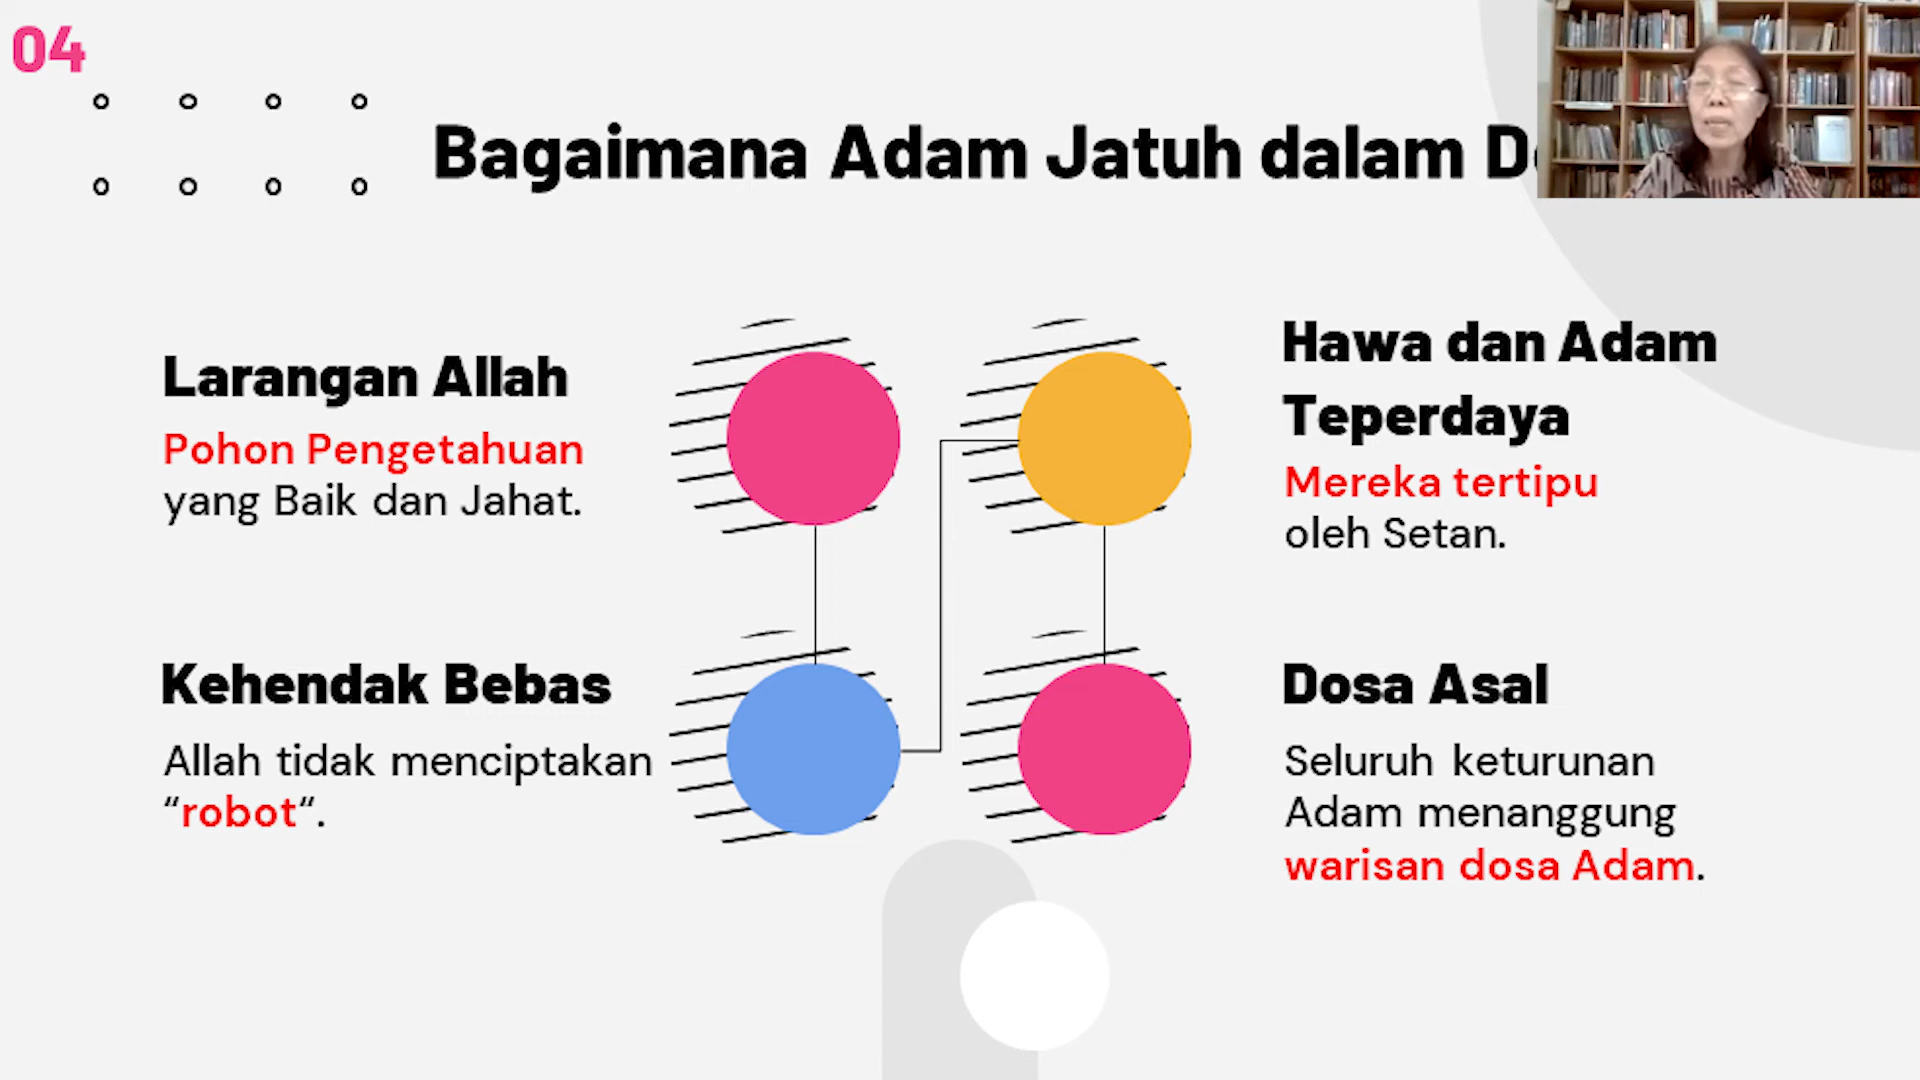 04
Bagaimana Adam Jatuh dalam
Larangan Allah
Pohon Pengetahuan
yang Baik dan Jahat.
Kehendak Bebas
Allah tidak menciptakan
“robot“.
Hawa dan Adam
Teperdaya
Mereka tertipu
oleh Setan.
Dosa Asal
Seluruh keturunan
Adam menanggung
warisan dosa Adam.